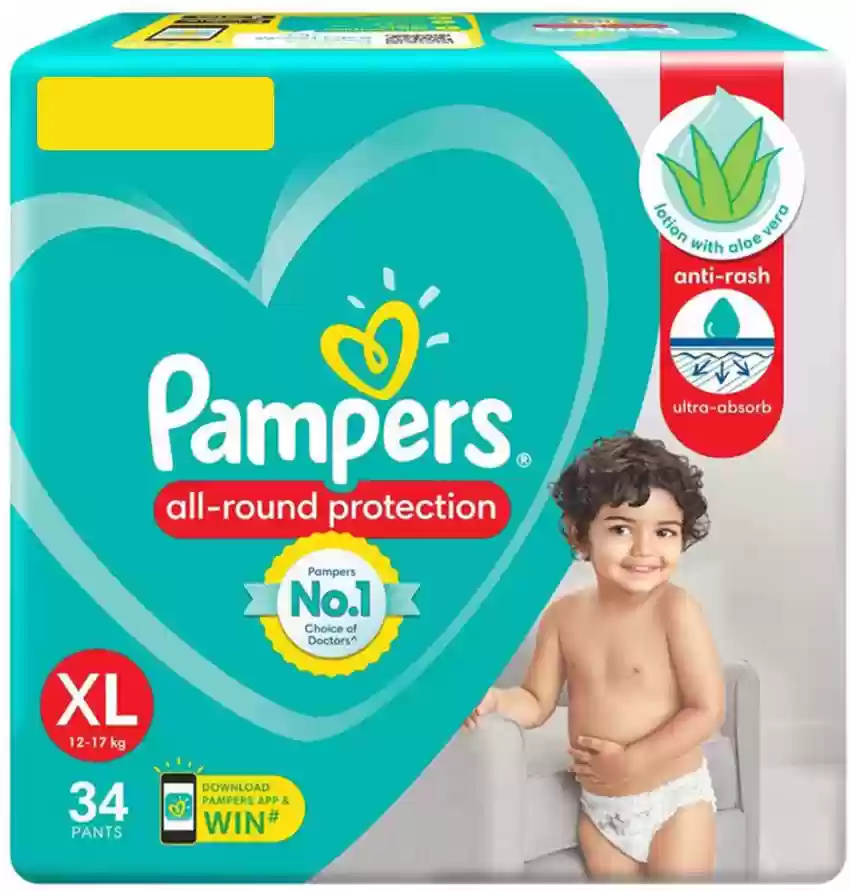 Pampers
lotion with aloe vera
anti-rash
ultra-absorb
Pampers®
all-round protection
Pampers
No.1
Choice of
Doctors^
XL
12-17 kg
34
PANTS
DOWNLOAD
PAMPERS APP &
WIN#